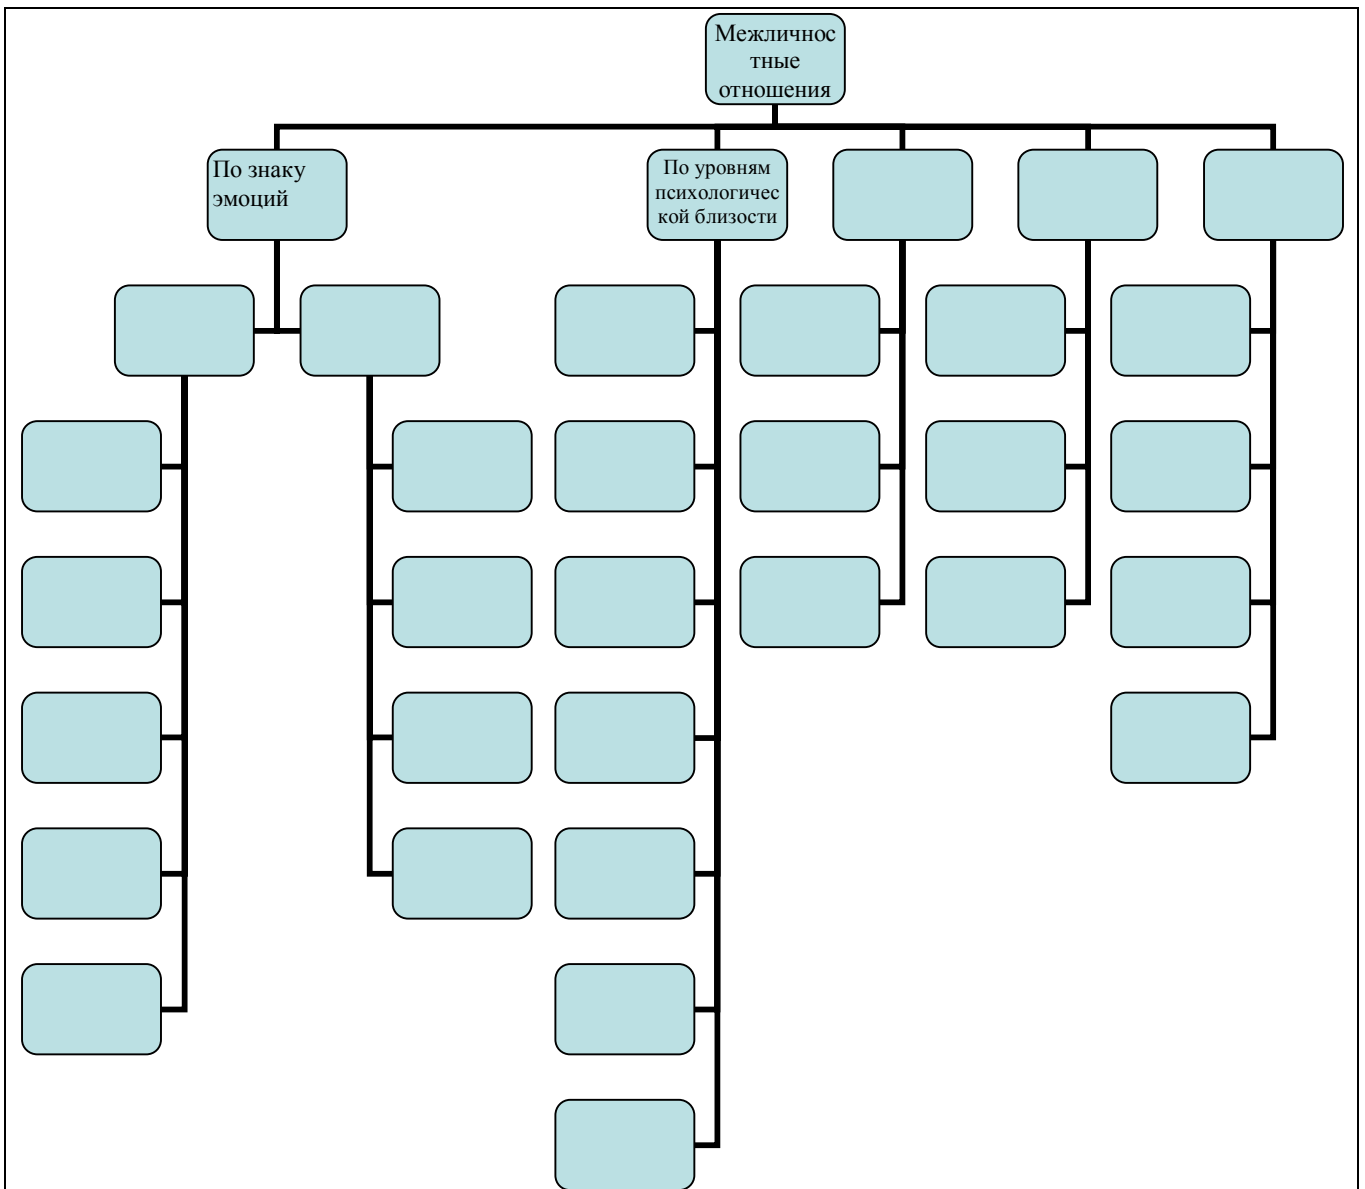 Межличнос
тные
отношения
По знаку
эмоций
По уровням
психологичес
кой близости